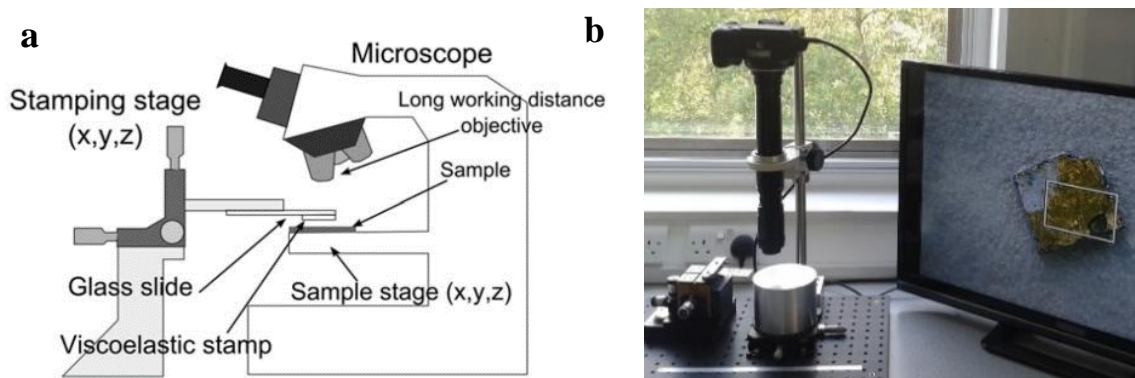 a
b
Microscope
Stamping stage
(x,y,z)
Long working distance
objective
Sample
Glass slide
Sample stage (x,y,z)
Viscoelastic stamp